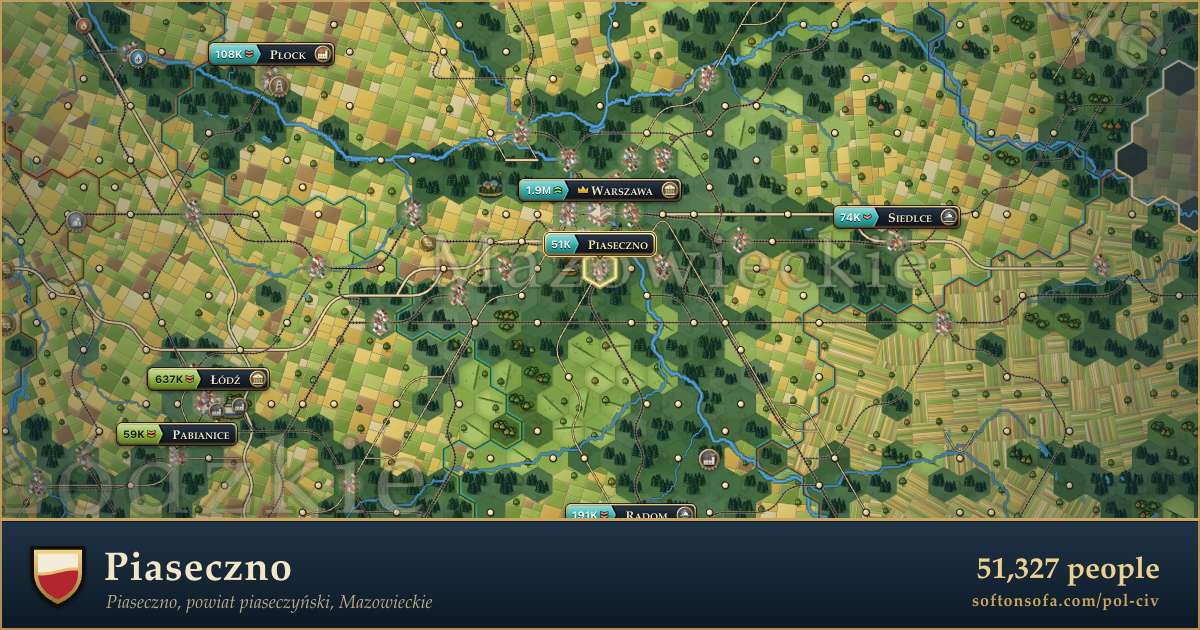 108K PŁOCK
1.9M WARSZAWA
74K SIEDLCE
51K PIASECZNO
Mazowieckie
637K ŁÓDŹ
59K PABIANICE
odzkie
191K RADOM
Piaseczno
Piaseczno, powiat piaseczyński, Mazowieckie
51,327 people
softonsofa.com/pol-civ